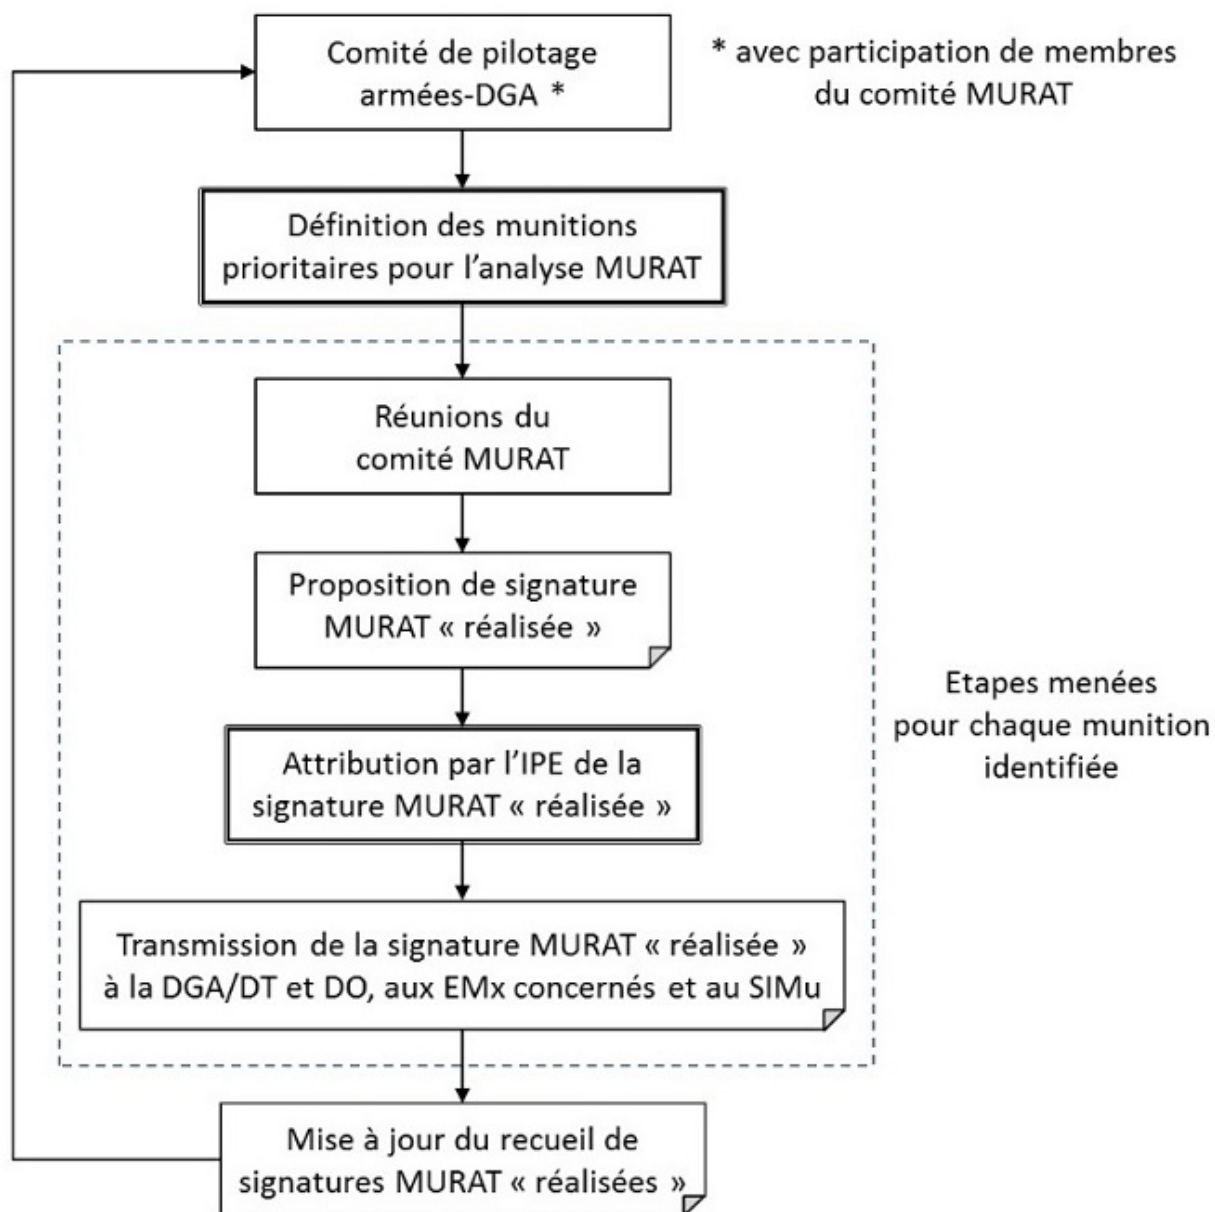 Comité de pilotage
armées-DGA *
* avec participation de membres
du comité MURAT
Définition des munitions
prioritaires pour l'analyse MURAT
Réunions du
comité MURAT
Proposition de signature
MURAT « réalisée »
Attribution par l'IPE de la
signature MURAT « réalisée »
Etapes menées
pour chaque munition
identifiée
Transmission de la signature MURAT « réalisée »
à la DGA/DT et DO, aux EMx concernés et au SIMu
Mise à jour du recueil de
signatures MURAT « réalisées »